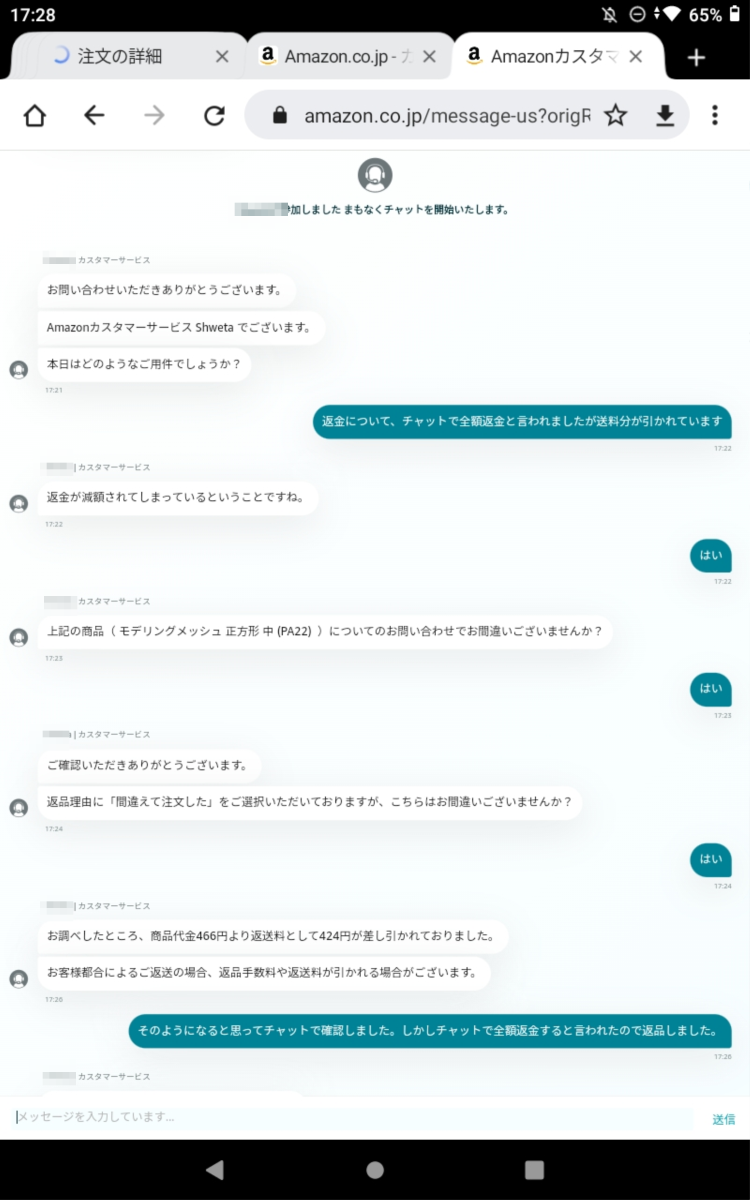 17:28
65%
注文の詳細
Amazon.co.jp - カ
Amazonカスタマ
amazon.co.jp/message-us?origR
加しました まもなくチャットを開始いたします。
カスタマーサービス
お問い合わせいただきありがとうございます。
Amazonカスタマーサービス Shweta でございます。
本日はどのようなご用件でしょうか？
17:21
返金について、チャットで全額返金と言われましたが送料分が引かれています
17:22
| カスタマーサービス
返金が減額されてしまっているということですね。
17:22
はい
17:22
カスタマーサービス
上記の商品（ モデリングメッシュ 正方形 中 (PA22) ）についてのお問い合わせでお間違いございませんか？
17:23
はい
17:23
| カスタマーサービス
ご確認いただきありがとうございます。
返品理由に「間違えて注文した」をご選択いただいておりますが、こちらはお間違いございませんか？
17:24
はい
17:24
| カスタマーサービス
お調べしたところ、商品代金466円より返送料として424円が差し引かれておりました。
お客様都合によるご返送の場合、返品手数料や返送料が引かれる場合がございます。
17:26
そのようになると思ってチャットで確認しました。しかしチャットで全額返金すると言われたので返品しました。
17:26
カスタマーサービス
メッセージを入力しています...
送信